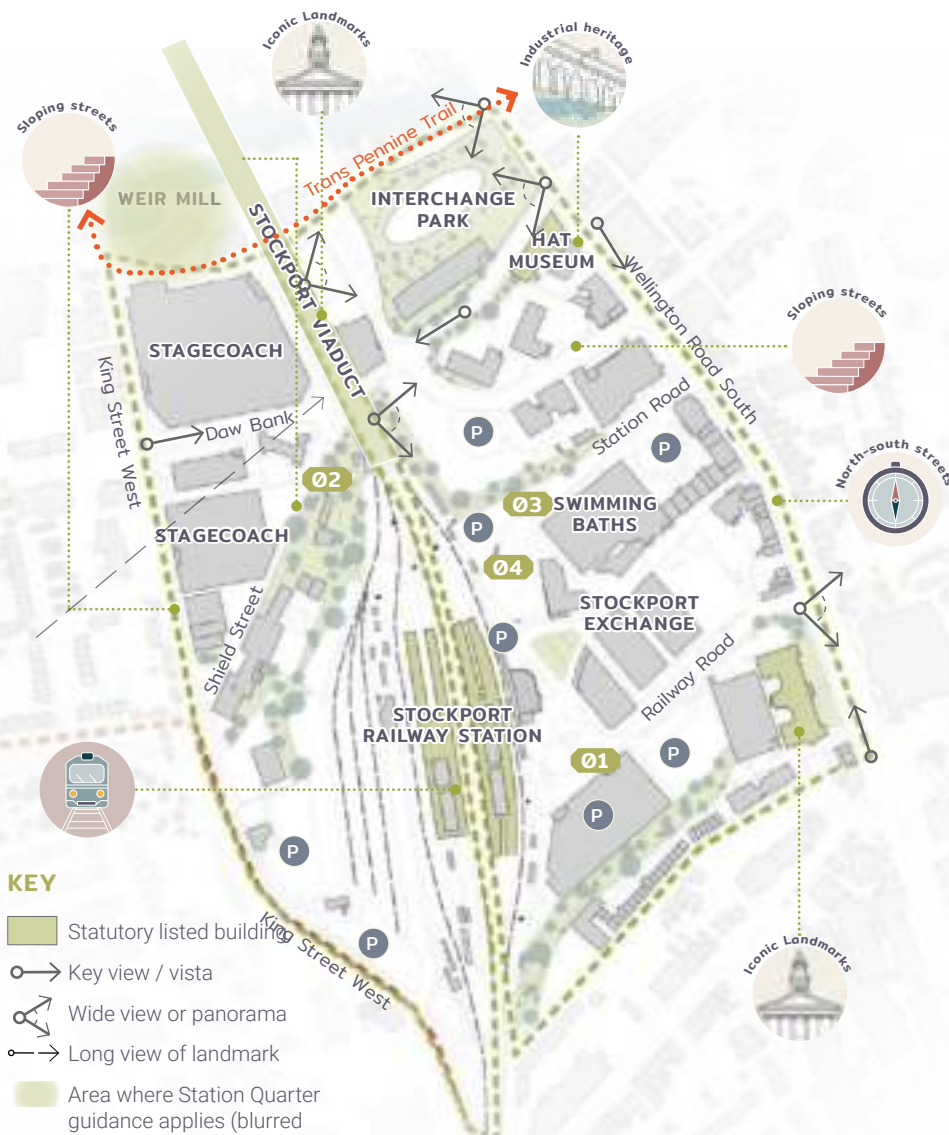 Iconic Landmarks
Industrial heritage
Sloping streets
Trans Pennine Trail
WEIR MILL
INTERCHANGE
PARK
STOCKPORT VIADUCT
HAT
MUSEUM
Wellington Road South
Sloping streets
STAGECOACH
King Street West
Daw Bank
Station Road
P
P
North-south streets
02
03
SWIMMING
BATHS
P
STAGECOACH
04
STOCKPORT
EXCHANGE
P
Shield Street
Railway Road
STOCKPORT
RAILWAY STATION
01
P
P
P
KEY
Statutory listed building
King Street West
P
Iconic Landmarks
Key view / vista
Wide view or panorama
Long view of landmark
Area where Station Quarter
guidance applies (blurred